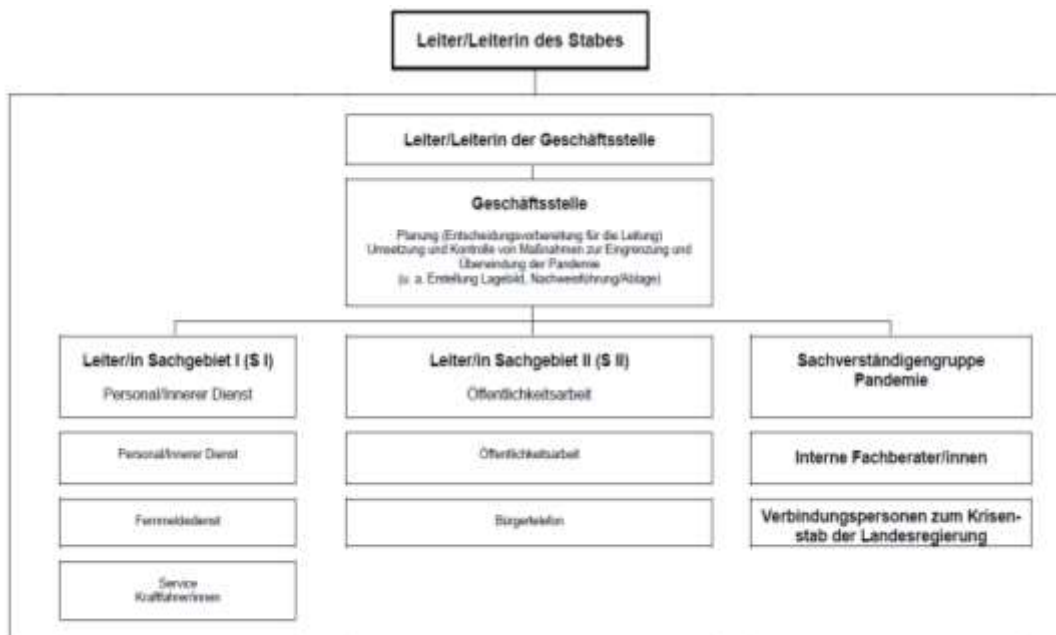 Leiter/Leiterin des Stabes
Leiter/Leiterin der Geschäftsstelle
Geschäftsstelle
Planung (Entscheidungsvorbereitung für die Leitung)
Umsetzung und Kontrolle von Maßnahmen zur Eingrenzung und
Überwindung der Pandemie
(u. a. Erstellung Lagebild, Nachweisführung/Ablage)
Leiter/in Sachgebiet I (S I)
Personal/Innerer Dienst
Personal/Innerer Dienst
Fernmeldedienst
Service
Kraftfahrer/innen
Leiter/in Sachgebiet II (S II)
Öffentlichkeitsarbeit
Öffentlichkeitsarbeit
Bürgertelefon
Sachverständigengruppe
Pandemie
Interne Fachberater/innen
Verbindungspersonen zum Krisen-
stab der Landesregierung